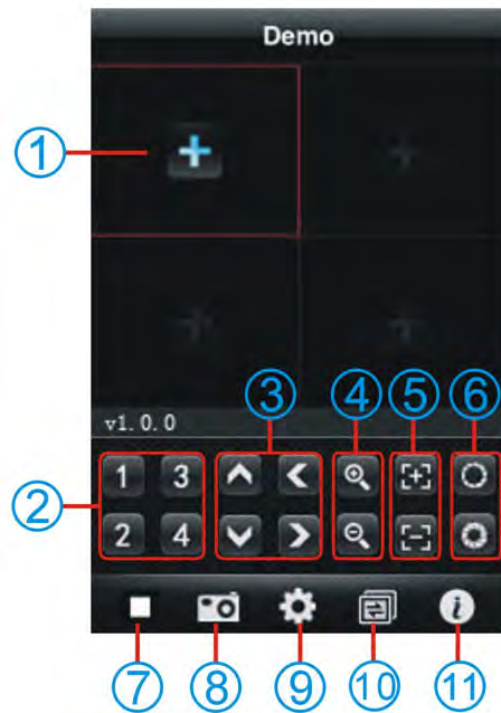 Demo
①
③ ④ ⑤ ⑥
v1.0.0
② 1 3
2 4
⑦ ⑧ ⑨ ⑩ ⑪